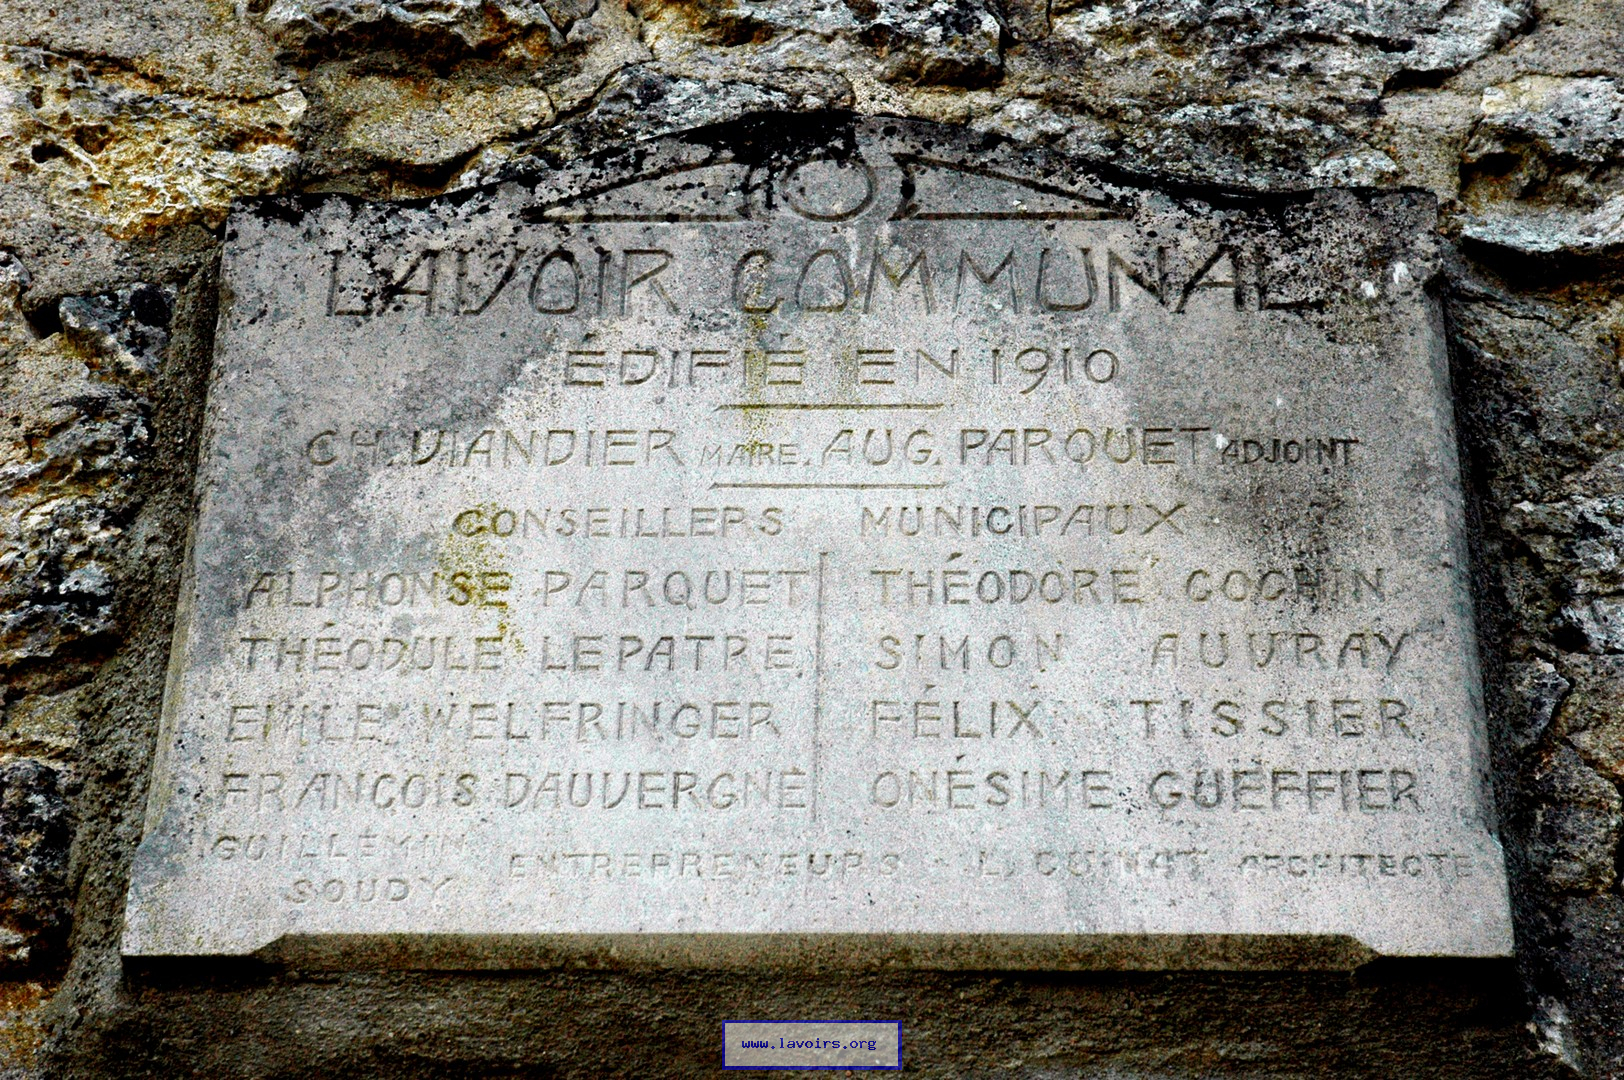 LAVOIR COMMUNAL
ÉDIFIÉ EN 1910
CH. VIANDIER MAIRE. AUG. PARQUET ADJOINT
CONSEILLERS MUNICIPAUX
ALPHONSE PARQUET THÉODORE COCHIN
THÉODULE LEPATRE SIMON AUVRAY
EMILE WELFRINGER FÉLIX TISSIER
FRANÇOIS DAUVERGNE ONÉSIME GUEFFIER
GUILLEMIN
SOUDY
ENTREPRENEURS - L. ARCHITECTE
www.lavoirs.org